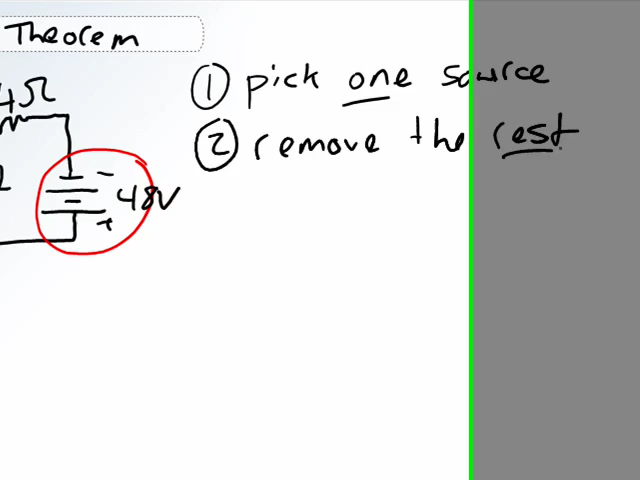 Theorem
① pick one source
② remove the rest
4Ω
Ω
-
48V
+